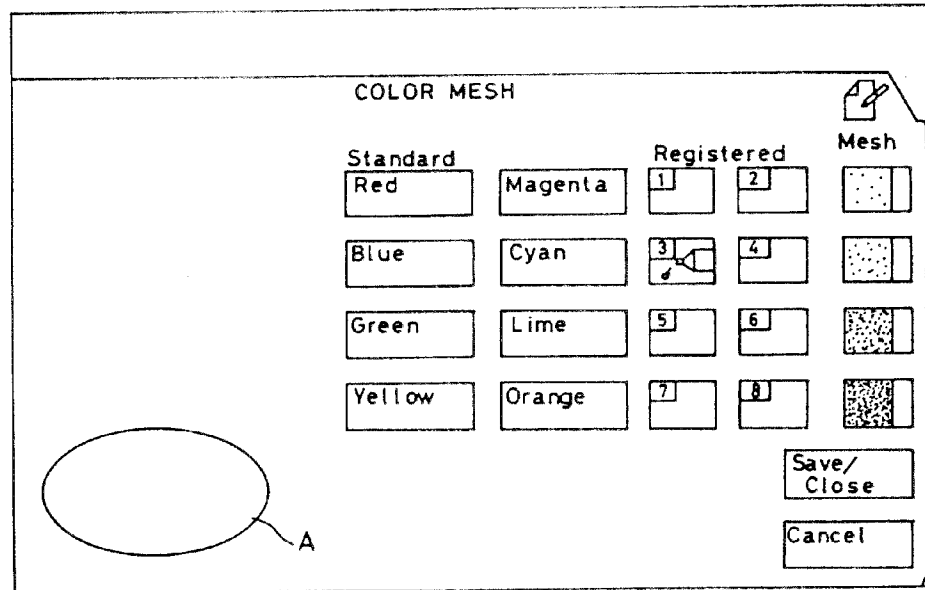 COLOR MESH
Mesh
Standard Registered
Red Magenta 1 2
Blue Cyan 3 4
Green Lime 5 6
Yellow Orange 7 8
Save/
Close
A
Cancel